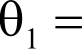 θ₁ =